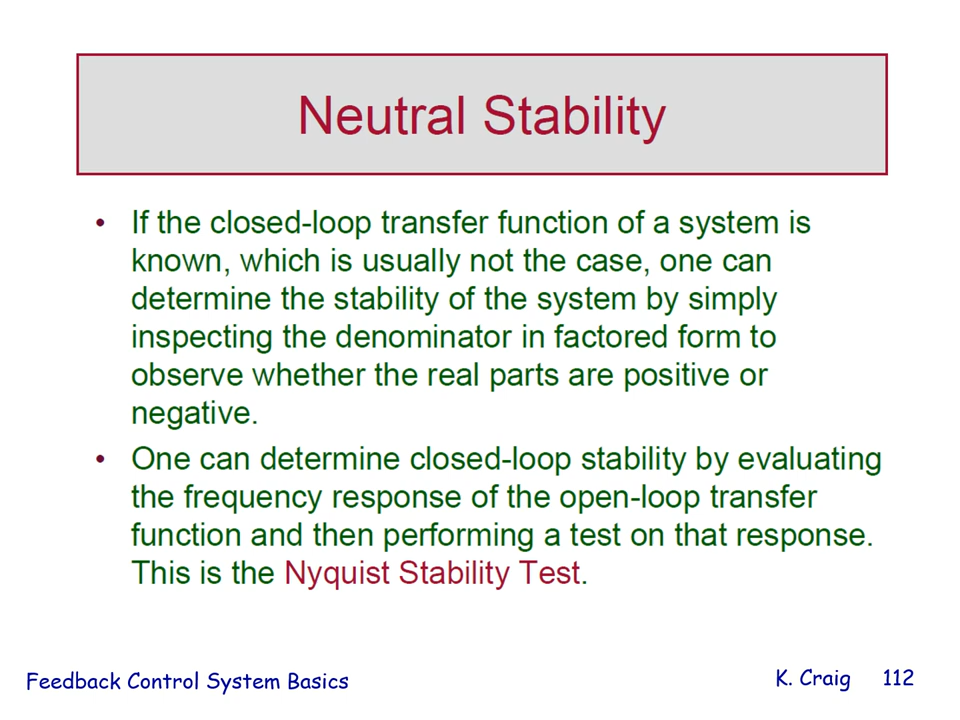 Neutral Stability
• If the closed-loop transfer function of a system is
known, which is usually not the case, one can
determine the stability of the system by simply
inspecting the denominator in factored form to
observe whether the real parts are positive or
negative.
• One can determine closed-loop stability by evaluating
the frequency response of the open-loop transfer
function and then performing a test on that response.
This is the Nyquist Stability Test.
Feedback Control System Basics
K. Craig 112